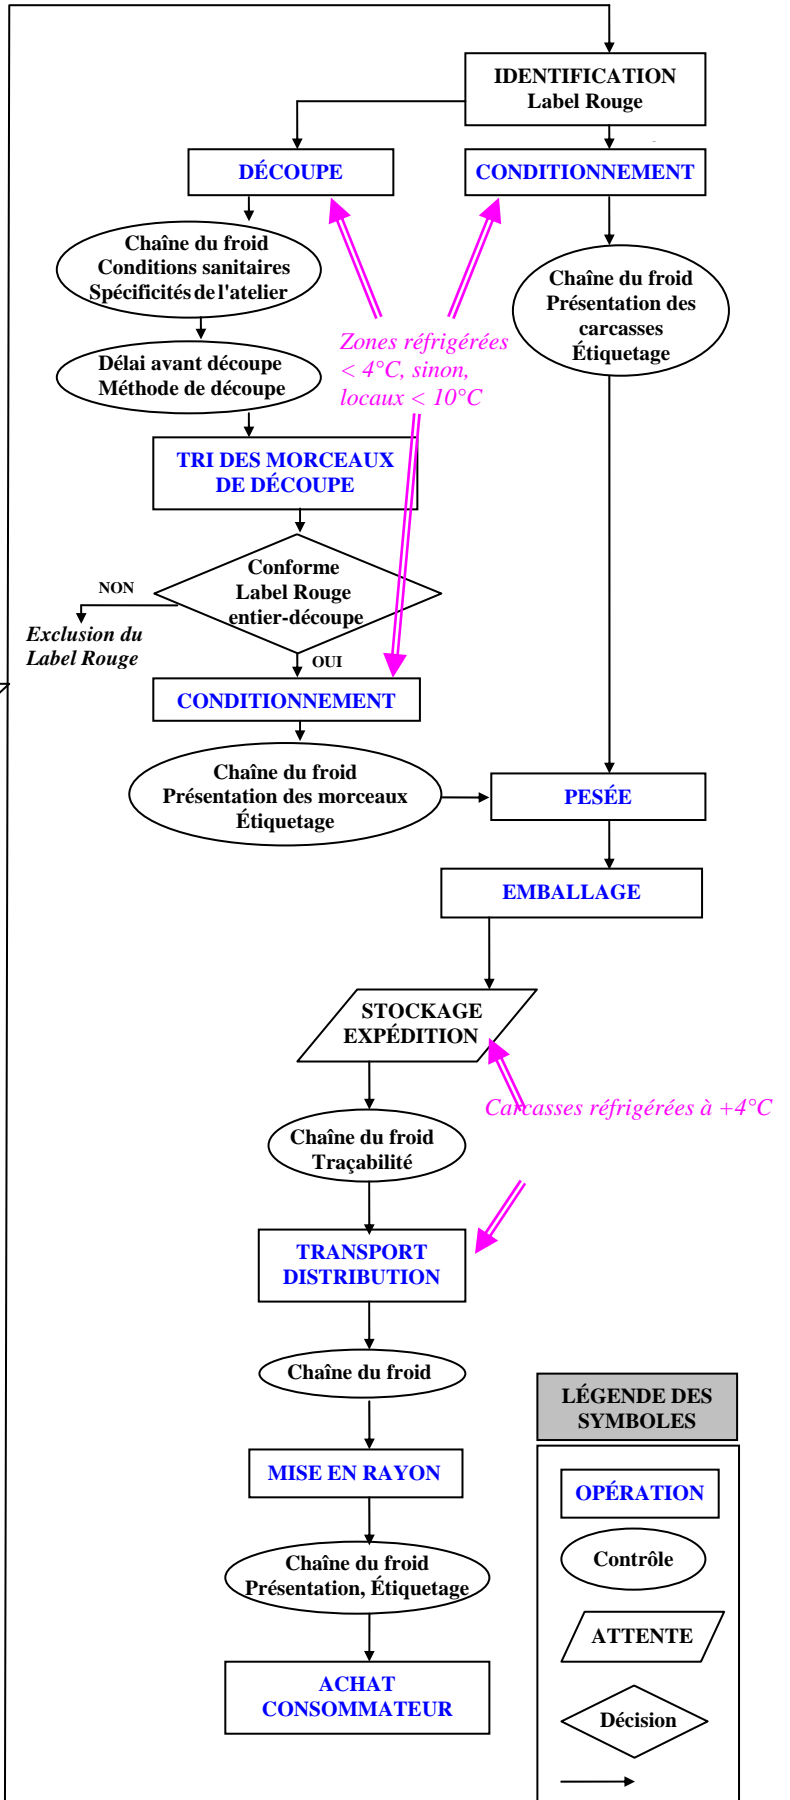 IDENTIFICATION
Label Rouge
DÉCOUPE
CONDITIONNEMENT
Chaîne du froid
Conditions sanitaires
Spécificités de l'atelier
Chaîne du froid
Présentation des
carcasses
Étiquetage
Zones réfrigérées
< 4°C, sinon,
locaux < 10°C
Délai avant découpe
Méthode de découpe
TRI DES MORCEAUX
DE DÉCOUPE
Conforme
Label Rouge
entier-découpe
NON
Exclusion du
Label Rouge
OUI
CONDITIONNEMENT
Chaîne du froid
Présentation des morceaux
Étiquetage
PESÉE
EMBALLAGE
STOCKAGE
EXPÉDITION
Carcasses réfrigérées à +4°C
Chaîne du froid
Traçabilité
TRANSPORT
DISTRIBUTION
Chaîne du froid
MISE EN RAYON
Chaîne du froid
Présentation, Étiquetage
ACHAT
CONSOMMATEUR
LÉGENDE DES
SYMBOLES
OPÉRATION
Contrôle
ATTENTE
Décision